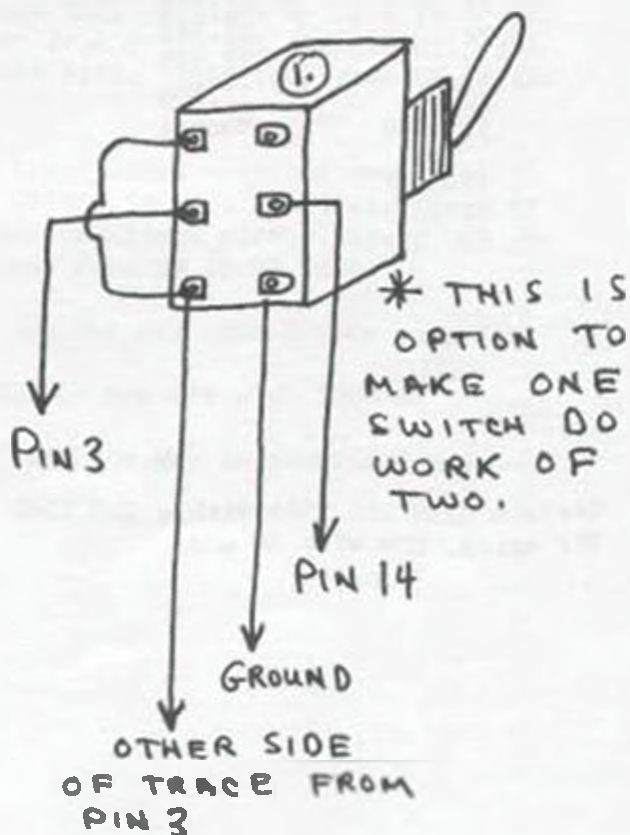 1.
* THIS IS
OPTION TO
MAKE ONE
SWITCH DO
WORK OF
TWO.
PIN 3
PIN 14
GROUND
OTHER SIDE
OF TRACE FROM
PIN 3